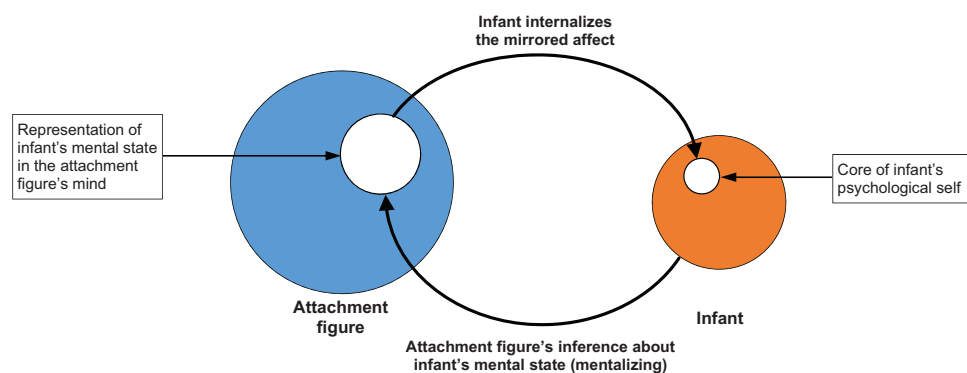 Infant internalizes
the mirrored affect
Representation of
infant’s mental state
in the attachment
figure’s mind
Core of infant’s
psychological self
Attachment
figure
Infant
Attachment figure’s inference about
infant’s mental state (mentalizing)